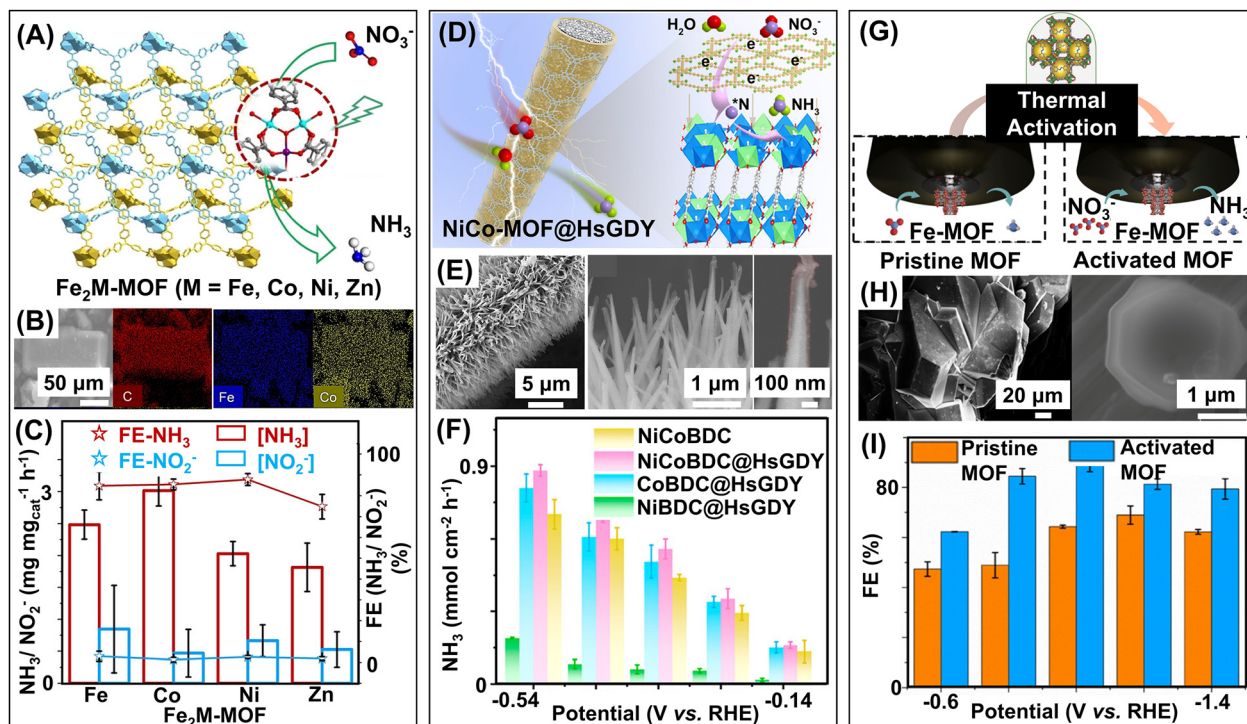 (A)
NO₃⁻
NH₃
Fe₂M-MOF (M = Fe, Co, Ni, Zn)
(B)
50 µm
C
Fe
Co
(C)
FE-NH₃
[NH₃]
FE-NO₂⁻
[NO₂⁻]
NH₃/ NO₂⁻ (mg mg_cat⁻¹ h⁻¹)
3
0
100
0
FE (NH₃/ NO₂⁻) (%)
Fe
Co
Ni
Zn
Fe₂M-MOF
(D)
H₂O
NO₃⁻
e⁻
e⁻
e⁻
e⁻
*N
NH₃
NiCo-MOF@HsGDY
(E)
5 µm
1 µm
100 nm
(F)
NiCoBDC
NiCoBDC@HsGDY
CoBDC@HsGDY
NiBDC@HsGDY
NH₃ (mmol cm⁻² h⁻¹)
0.9
0
-0.54
-0.14
Potential (V vs. RHE)
(G)
Thermal
Activation
Fe-MOF
NO₃⁻
NH₃
Fe-MOF
Pristine MOF
Activated MOF
(H)
20 µm
1 µm
(I)
Pristine
MOF
Activated
MOF
FE (%)
80
40
0
-0.6
-1.4
Potential (V vs. RHE)